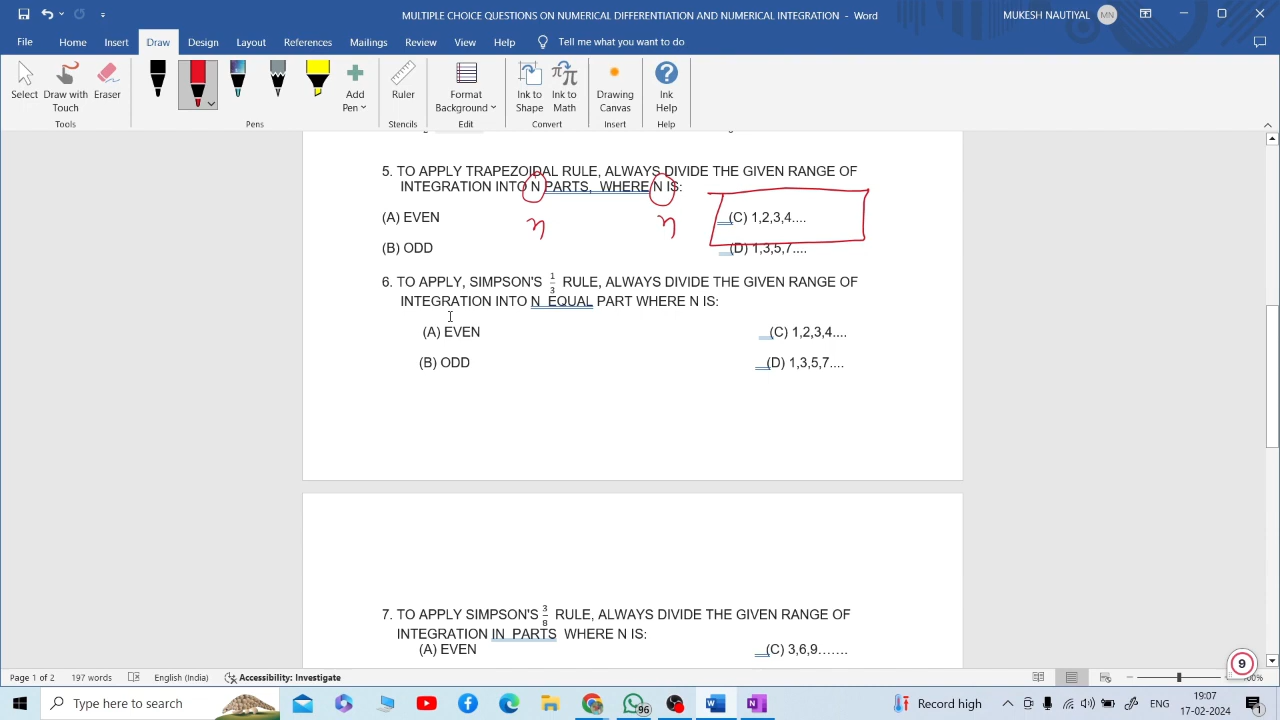 MULTIPLE CHOICE QUESTIONS ON NUMERICAL DIFFERENTIATION AND NUMERICAL INTEGRATION - Word
MUKESH NAUTIYAL MN
File Home Insert Draw Design Layout References Mailings Review View Help Tell me what you want to do
Select Draw with Touch Eraser Add Pen Ruler Format Background Ink to Shape Ink to Math Drawing Canvas Ink Help
Tools Pens Stencils Edit Convert Insert Help
5. TO APPLY TRAPEZOIDAL RULE, ALWAYS DIVIDE THE GIVEN RANGE OF
INTEGRATION INTO N PARTS, WHERE N IS:
(A) EVEN (C) 1,2,3,4....
n n
(B) ODD (D) 1,3,5,7....
6. TO APPLY, SIMPSON'S 1/3 RULE, ALWAYS DIVIDE THE GIVEN RANGE OF
INTEGRATION INTO N EQUAL PART WHERE N IS:
(A) EVEN (C) 1,2,3,4....
(B) ODD (D) 1,3,5,7....
7. TO APPLY SIMPSON'S 3/8 RULE, ALWAYS DIVIDE THE GIVEN RANGE OF
INTEGRATION IN PARTS WHERE N IS:
(A) EVEN (C) 3,6,9…….
9
Page 1 of 2 197 words English (India) Accessibility: Investigate
Type here to search 96 Record high ENG 19:07
17-02-2024 1